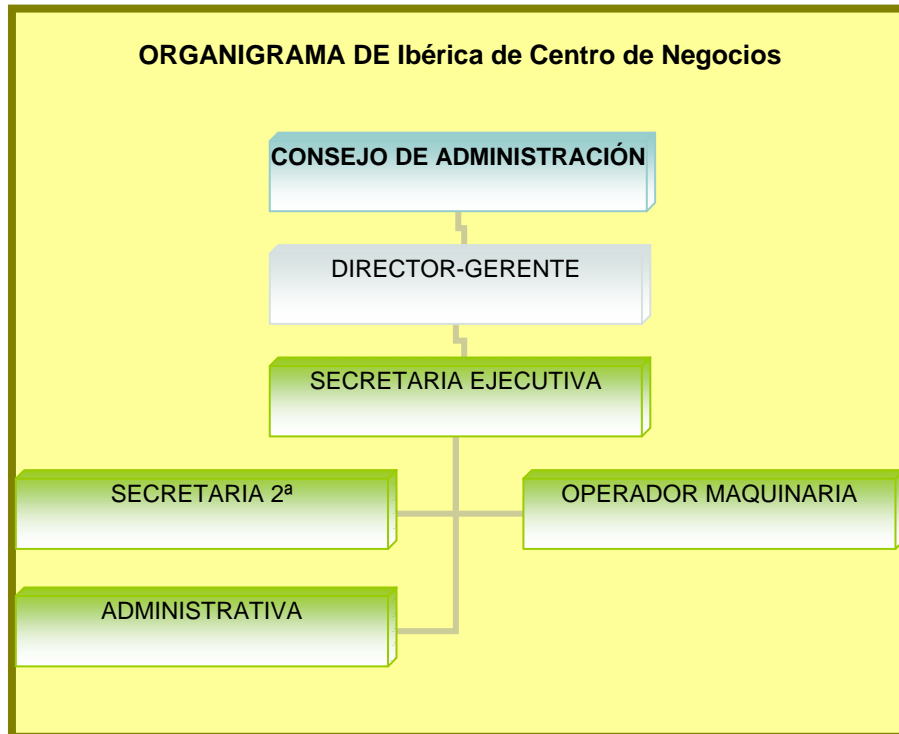 ORGANIGRAMA DE Ibérica de Centro de Negocios
CONSEJO DE ADMINISTRACIÓN
DIRECTOR-GERENTE
SECRETARIA EJECUTIVA
SECRETARIA 2ª
OPERADOR MAQUINARIA
ADMINISTRATIVA